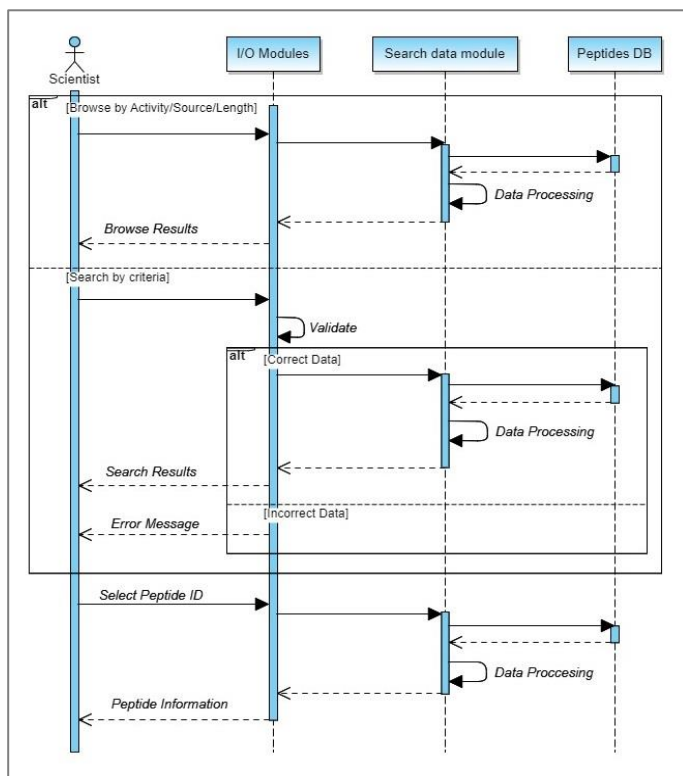 Scientist
I/O Modules
Search data module
Peptides DB
alt
[Browse by Activity/Source/Length]
Data Processing
Browse Results
[Search by criteria]
Validate
alt
[Correct Data]
Data Processing
Search Results
[Incorrect Data]
Error Message
Select Peptide ID
Data Proccesing
Peptide Information